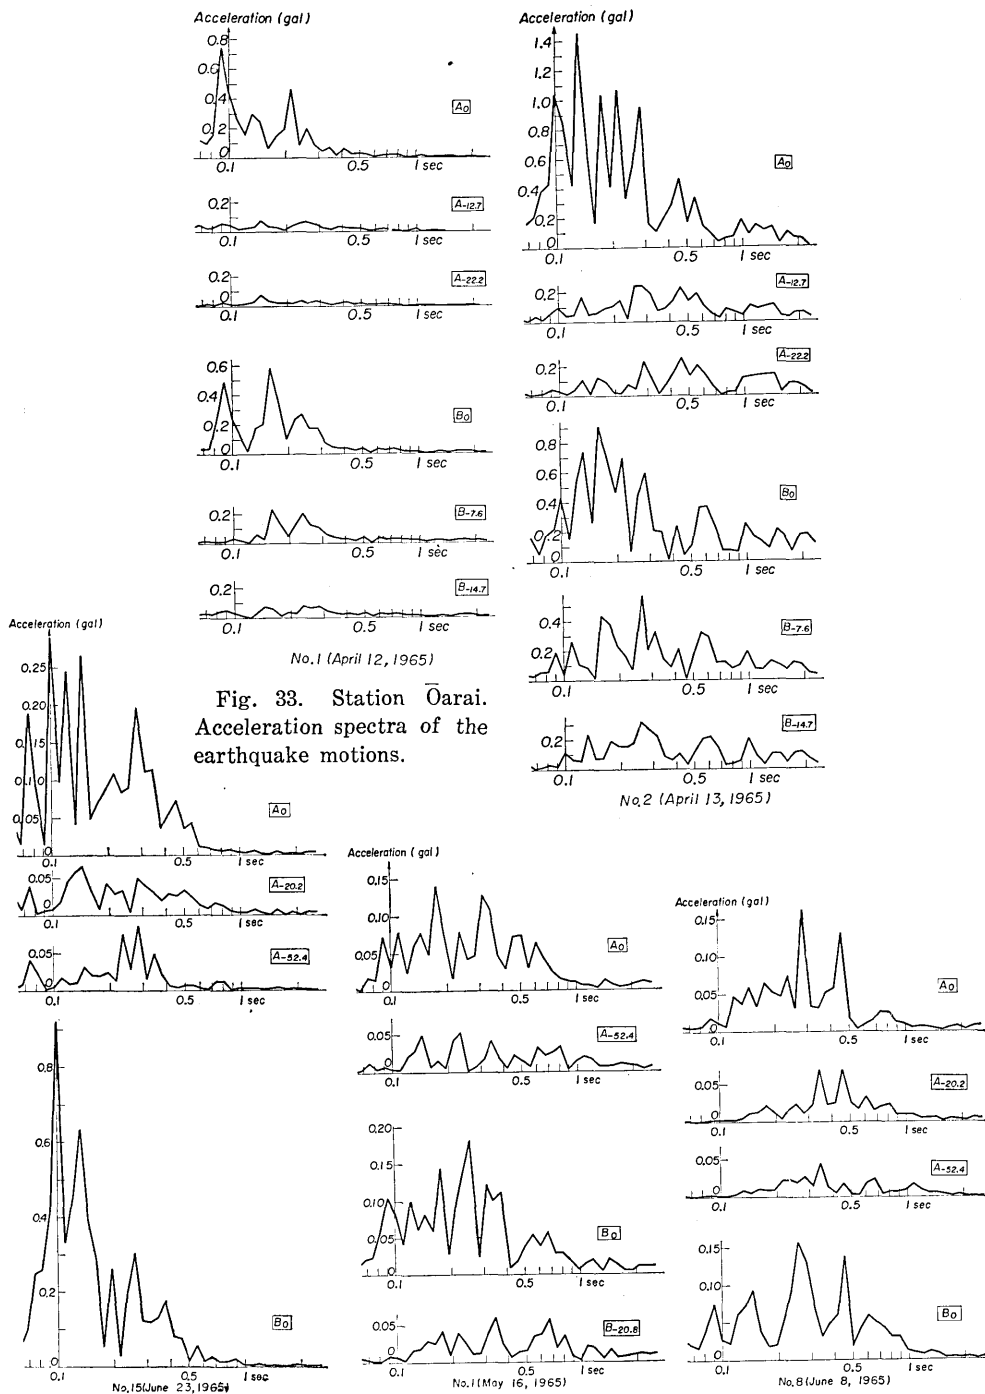 Acceleration (gal)
0.8
0.6
0.4
0.2
0
0.1
0.5
1 sec
A0
0.2
0
0.1
0.5
1 sec
A-12.7
0.2
0
0.1
0.5
1 sec
A-22.2
0.6
0.4
0.2
0
0.1
0.5
1 sec
B0
0.2
0
0.1
0.5
1 sec
B-7.6
0.2
0
0.1
0.5
1 sec
B-14.7
No.1 (April 12, 1965)
Acceleration (gal)
1.4
1.2
1.0
0.8
0.6
0.4
0.2
0
0.1
0.5
1 sec
A0
0.2
0
0.1
0.5
1 sec
A-12.7
0.2
0
0.1
0.5
1 sec
A-22.2
0.8
0.6
0.4
0.2
0
0.1
0.5
1 sec
B0
0.4
0.2
0
0.1
0.5
1 sec
B-7.6
0.2
0
0.1
0.5
1 sec
B-14.7
No.2 (April 13, 1965)
Fig. 33. Station Ōarai.
Acceleration spectra of the
earthquake motions.
Acceleration (gal)
0.25
0.20
0.15
0.10
0.05
0
0.1
0.5
1 sec
A0
0.05
0
0.1
0.5
1 sec
A-20.2
0.05
0
0.1
0.5
1 sec
A-52.4
0.8
0.6
0.4
0.2
0
0.1
0.5
1 sec
B0
No.15 (June 23, 1965)
Acceleration (gal)
0.15
0.10
0.05
0
0.1
0.5
1 sec
A0
0.05
0
0.1
0.5
1 sec
A-52.4
0.20
0.15
0.10
0.05
0
0.1
0.5
1 sec
B0
0.05
0
0.1
0.5
1 sec
B-20.8
No.1 (May 16, 1965)
Acceleration (gal)
0.15
0.10
0.05
0
0.1
0.5
1 sec
A0
0.05
0
0.1
0.5
1 sec
A-20.2
0.05
0
0.1
0.5
1 sec
A-52.4
0.15
0.10
0.05
0
0.1
0.5
1 sec
B0
No.8 (June 8, 1965)